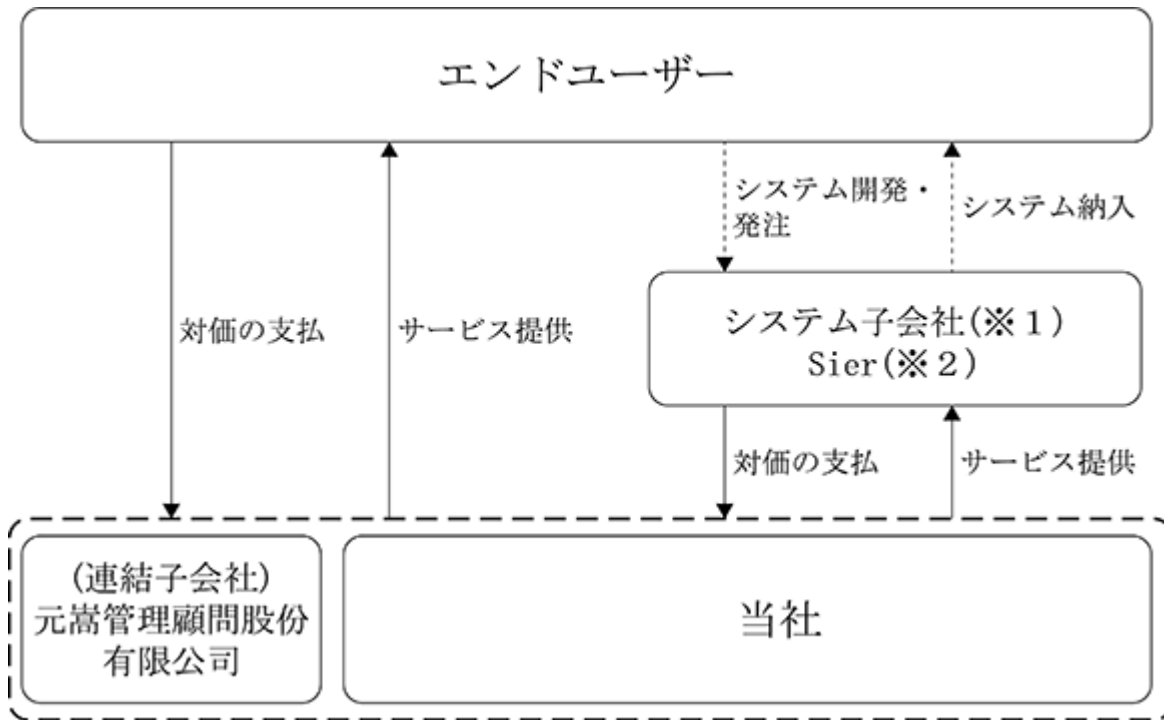 エンドユーザー
システム開発・
発注
システム納入
対価の支払
サービス提供
システム子会社(※１)
Sier(※２)
対価の支払
サービス提供
(連結子会社)
元嵩管理顧問股份
有限公司
当社